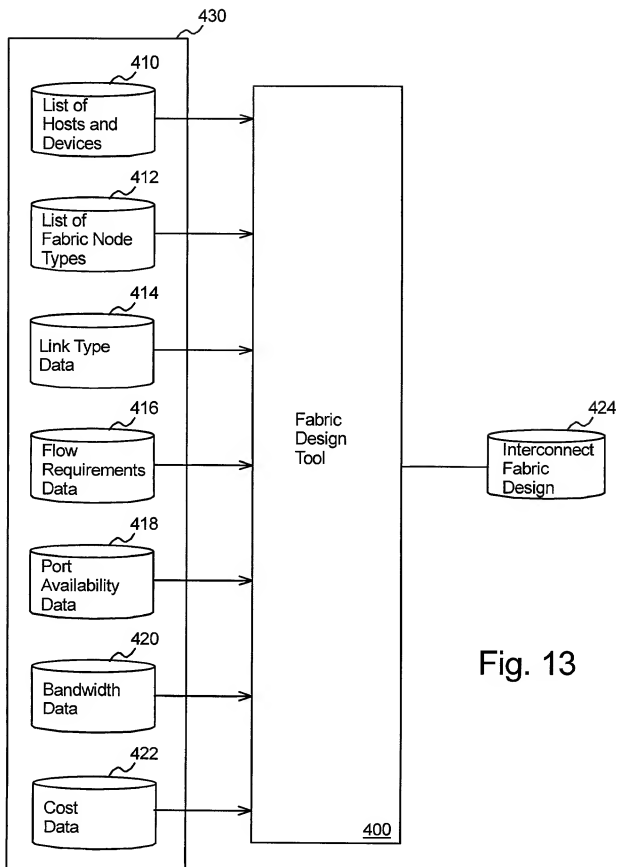 430
410
List of
Hosts and
Devices
412
List of
Fabric Node
Types
414
Link Type
Data
416
Flow
Requirements
Data
418
Port
Availability
Data
420
Bandwidth
Data
422
Cost
Data
Fabric
Design
Tool
400
424
Interconnect
Fabric
Design
Fig. 13